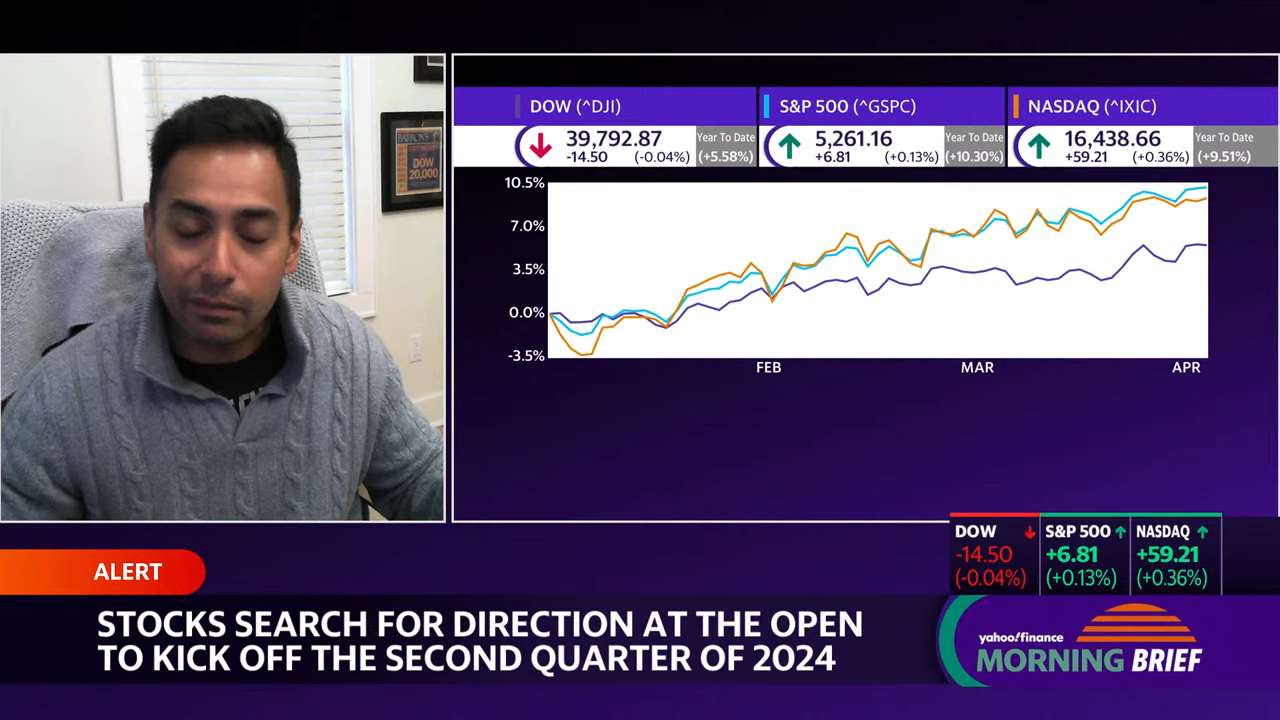 BARRON'S
DOW
20,000
DOW (^DJI)
39,792.87
-14.50 (-0.04%)
Year To Date
(+5.58%)
S&P 500 (^GSPC)
5,261.16
+6.81 (+0.13%)
Year To Date
(+10.30%)
NASDAQ (^IXIC)
16,438.66
+59.21 (+0.36%)
Year To Date
(+9.51%)
10.5%
7.0%
3.5%
0.0%
-3.5%
FEB MAR APR
DOW
-14.50
(-0.04%)
S&P 500
+6.81
(+0.13%)
NASDAQ
+59.21
(+0.36%)
ALERT
STOCKS SEARCH FOR DIRECTION AT THE OPEN
TO KICK OFF THE SECOND QUARTER OF 2024
yahoo!finance
MORNING BRIEF